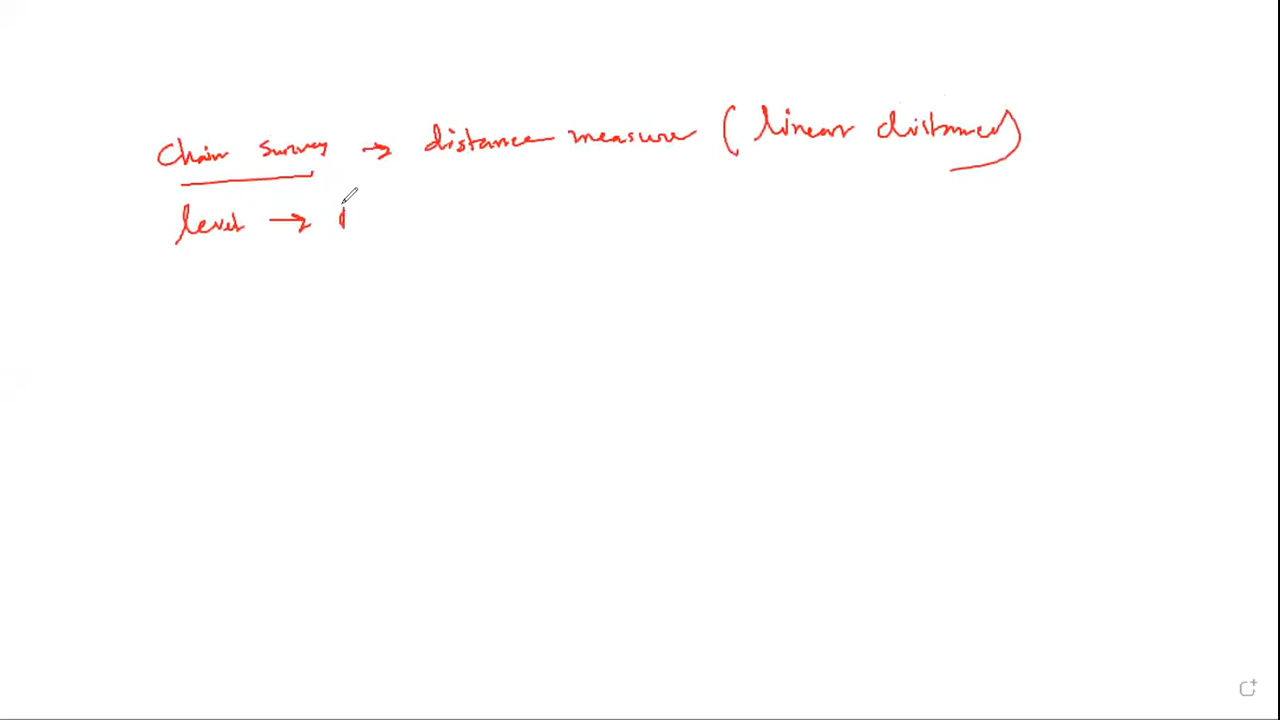 Chain survey → distance measure (linear distance)
level →